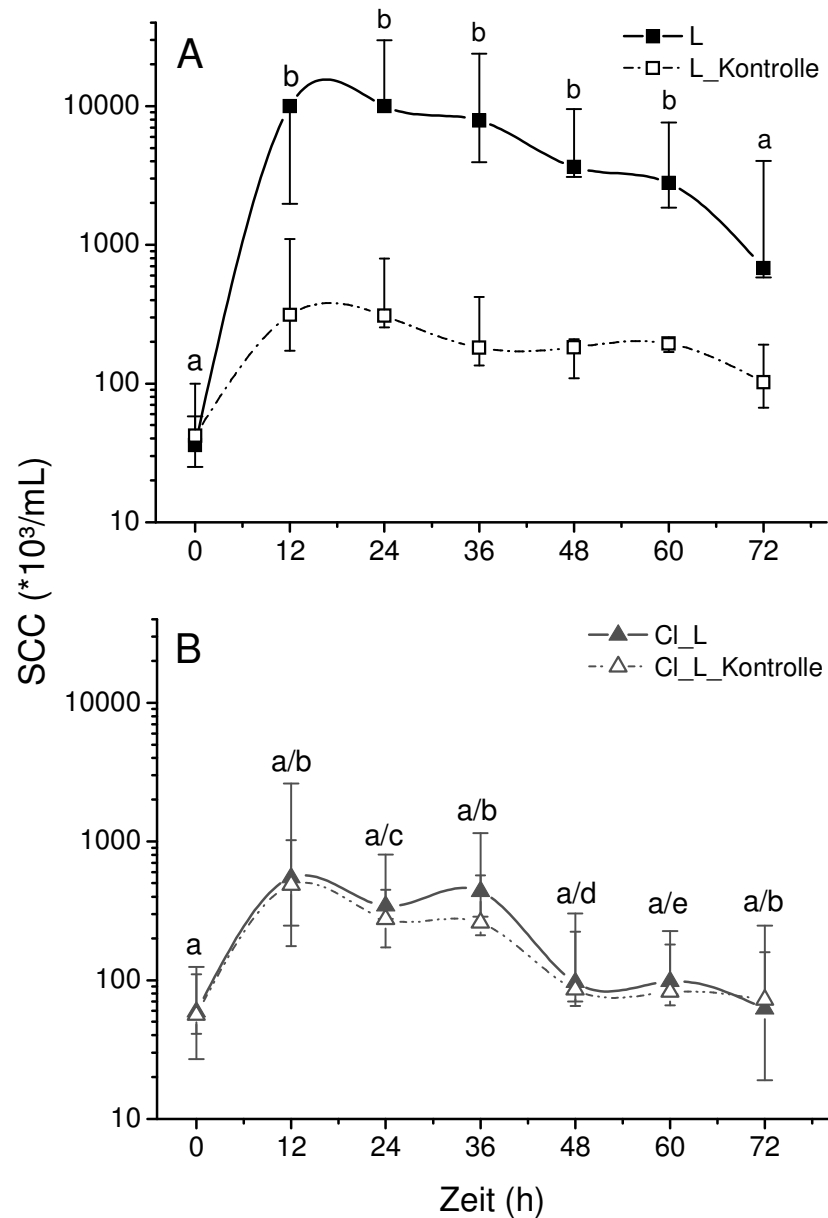 A
L
L_Kontrolle
b
b
b
b
b
a
a
10000
1000
100
10
0 12 24 36 48 60 72
SCC (*10³/mL)
B
Cl_L
Cl_L_Kontrolle
a/b
a/c
a/b
a/d
a/e
a/b
a
10000
1000
100
10
0 12 24 36 48 60 72
Zeit (h)